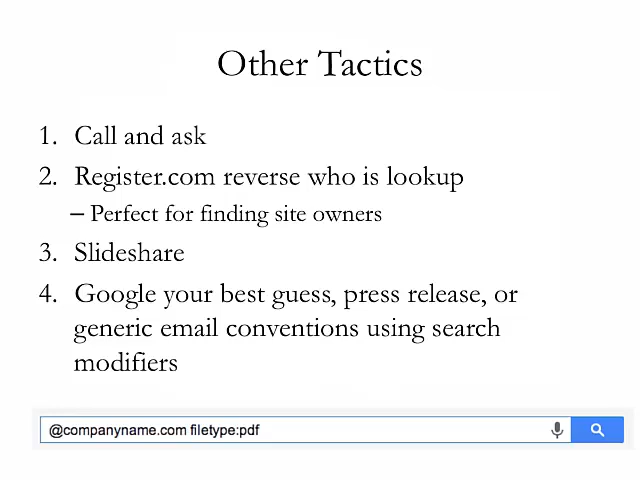 Other Tactics
1. Call and ask
2. Register.com reverse who is lookup
– Perfect for finding site owners
3. Slideshare
4. Google your best guess, press release, or
generic email conventions using search
modifiers
@companyname.com filetype:pdf